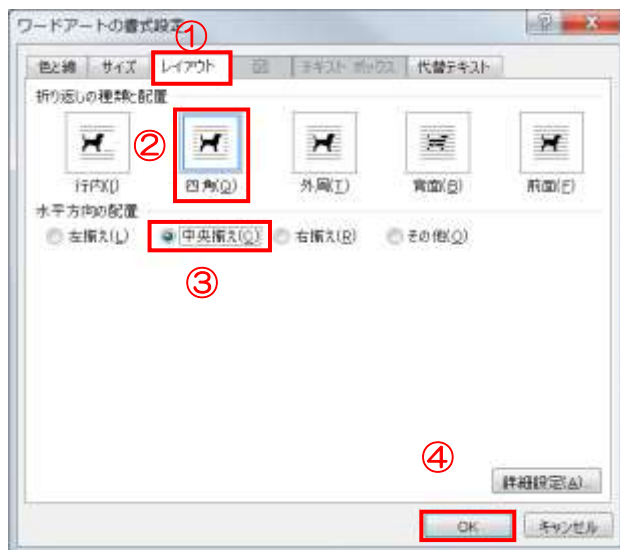 ワードアートの書式設定
①
色と線 サイズ レイアウト 図 テキスト ボックス 代替テキスト
折り返しの種類と配置
②
行内(I) 四角(Q) 外周(T) 背面(B) 前面(F)
水平方向の配置
左揃え(L) 中央揃え(C) 右揃え(R) その他(O)
③
④
詳細設定(A)...
OK キャンセル